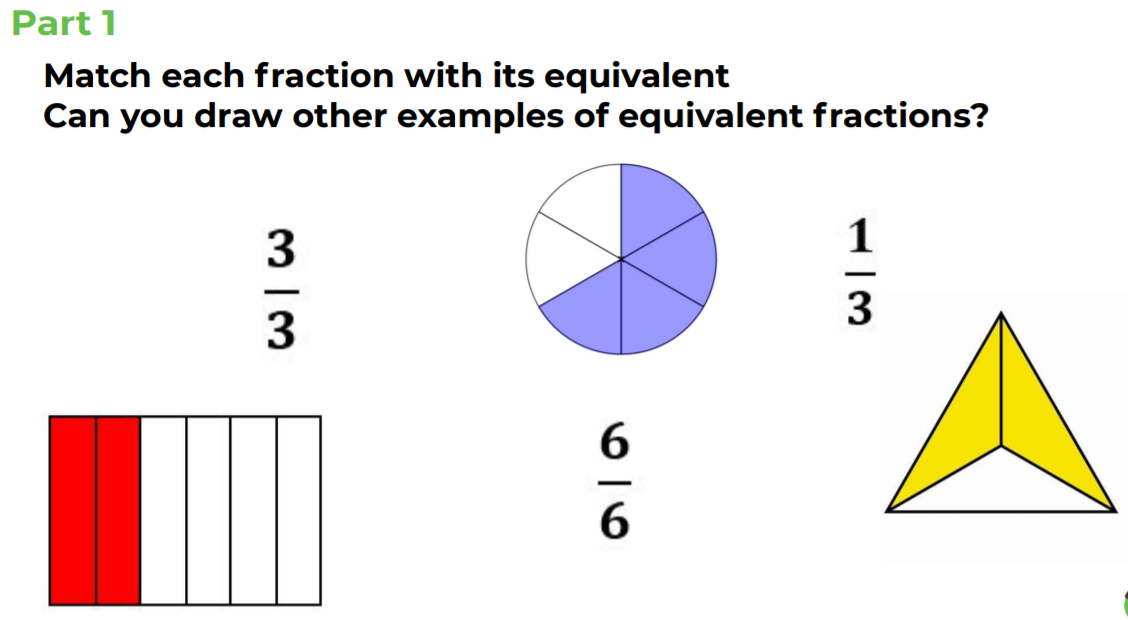 Part 1
Match each fraction with its equivalent
Can you draw other examples of equivalent fractions?
3
3
1
3
6
6